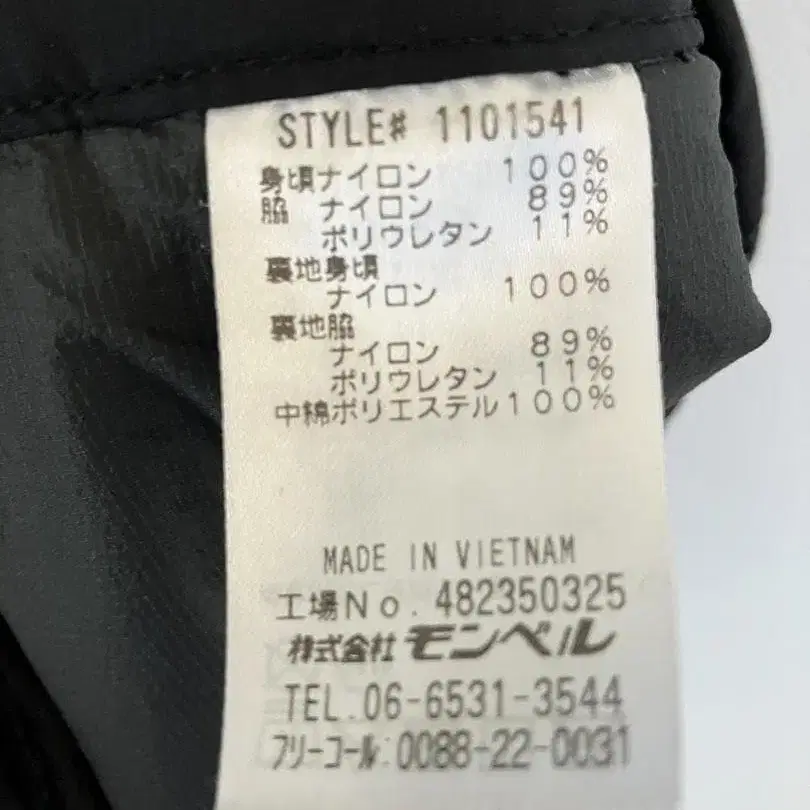 STYLE# 1101541
身頃ナイロン 100%
脇 ナイロン 89%
ポリウレタン 11%
裏地身頃
ナイロン 100%
裏地脇
ナイロン 89%
ポリウレタン 11%
中綿ポリエステル100%
MADE IN VIETNAM
工場No.482350325
株式会社モンベル
TEL.06-6531-3544
フリーコール:0088-22-0031